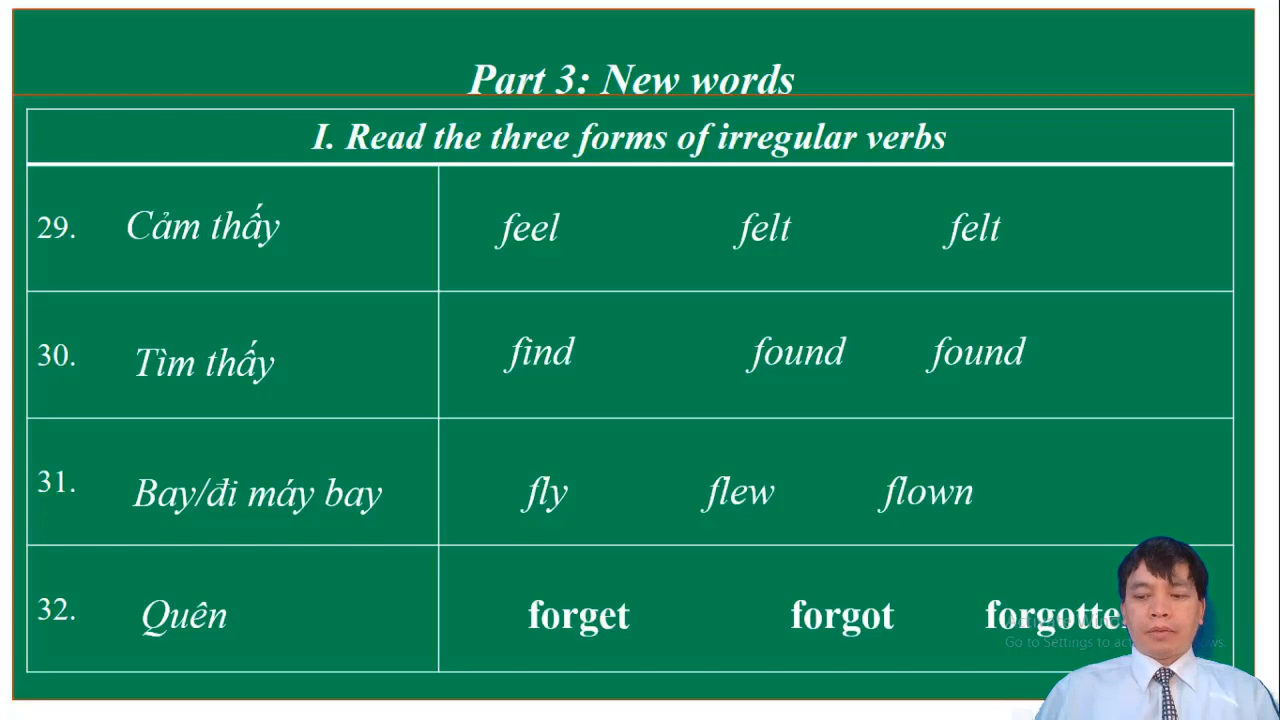 Part 3: New words
I. Read the three forms of irregular verbs
29. Cảm thấy feel felt felt
30. Tìm thấy find found found
31. Bay/đi máy bay fly flew flown
32. Quên forget forgot forgotte
Go to Settings to ac